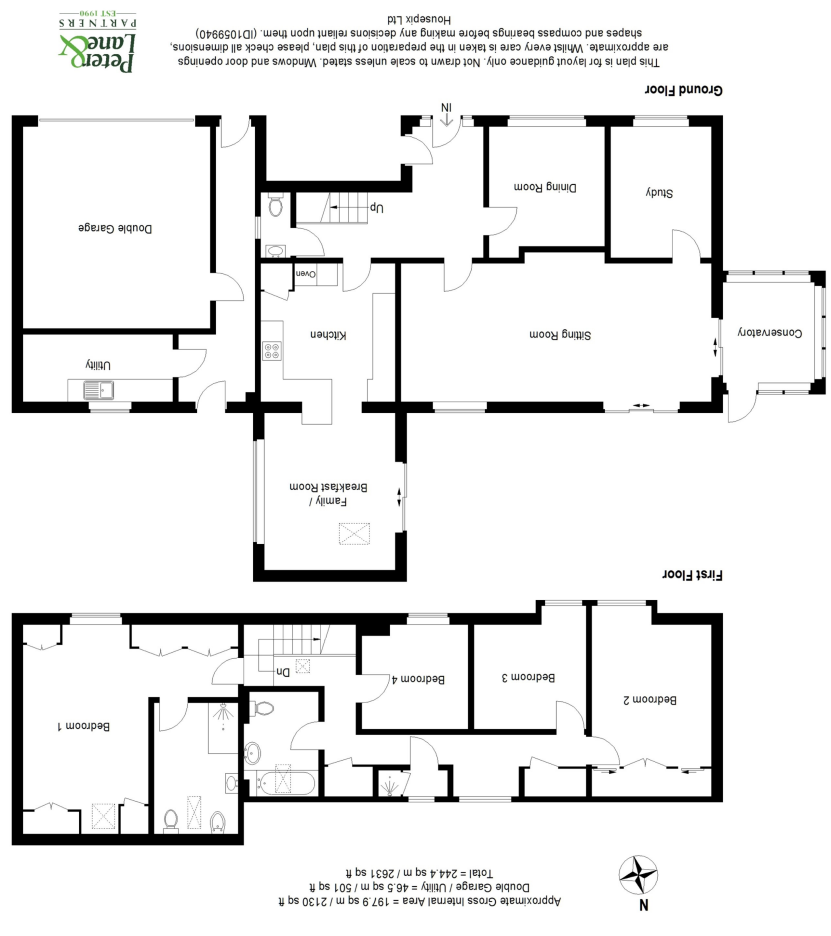 Approximate Gross Internal Area = 197.9 sq m / 2130 sq ft
Double Garage / Utility = 46.5 sq m / 501 sq ft
Total = 244.4 sq m / 2631 sq ft
N
Bedroom 2
Bedroom 3
Bedroom 4
Dn
Bedroom 1
First Floor
Family /
Breakfast Room
Conservatory
Sitting Room
Kitchen
Utility
Oven
Study
Dining Room
Up
Double Garage
IN
Ground Floor
This plan is for layout guidance only. Not drawn to scale unless stated. Windows and door openings
are approximate. Whilst every care is taken in the preparation of this plan, please check all dimensions,
shapes and compass bearings before making any decisions reliant upon them. (ID1059940)
Housepix Ltd
Peter &
Lane
PARTNERS
EST 1990